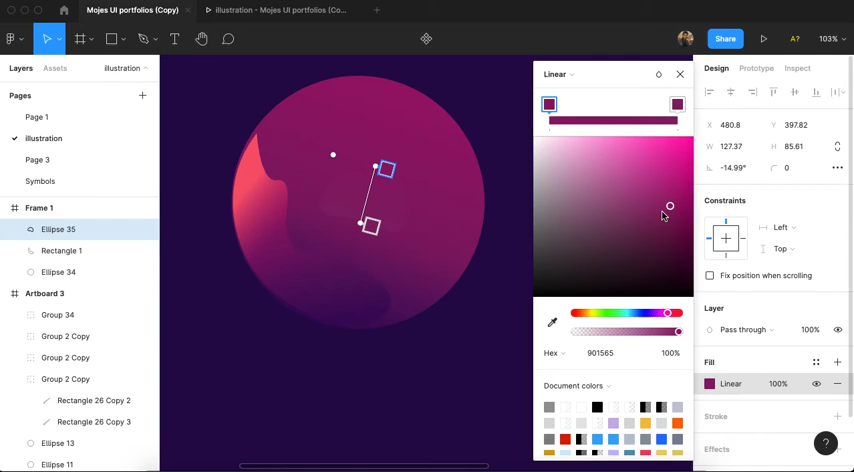 Mojes UI portfolios (Copy)
illustration - Mojes UI portfolios (Co...
Share
A?
103%
Layers
Assets
illustration
Pages
Page 1
illustration
Page 3
Symbols
Frame 1
Ellipse 35
Rectangle 1
Ellipse 34
Artboard 3
Group 34
Group 2 Copy
Group 2 Copy
Group 2 Copy
Rectangle 26 Copy 2
Rectangle 26 Copy 3
Ellipse 13
Ellipse 11
Linear
Hex
901565
100%
Document colors
Design
Prototype
Inspect
X 480.8
Y 397.82
W 127.37
H 85.61
-14.99°
0
Constraints
Left
Top
Fix position when scrolling
Layer
Pass through
100%
Fill
Linear
100%
Stroke
Effects
?